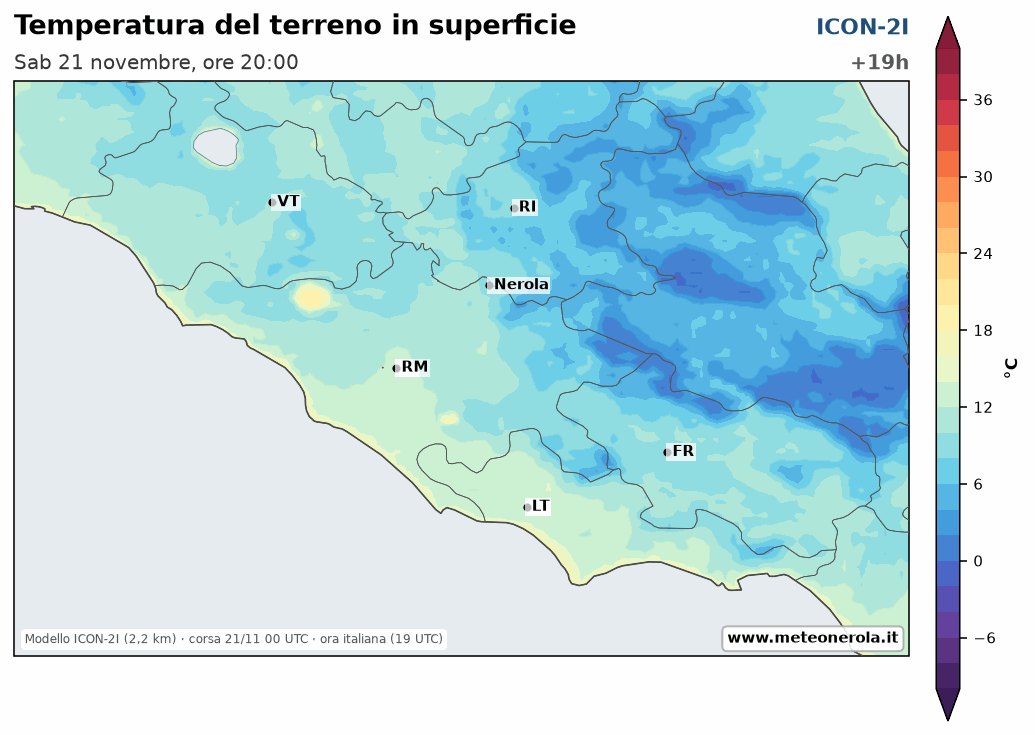 Temperatura del terreno in superficie
ICON-2I
Sab 21 novembre, ore 20:00
+19h
36
30
24
18
12
6
0
−6
°C
VT
RI
Nerola
RM
FR
LT
Modello ICON-2I (2,2 km) · corsa 21/11 00 UTC · ora italiana (19 UTC)
www.meteonerola.it